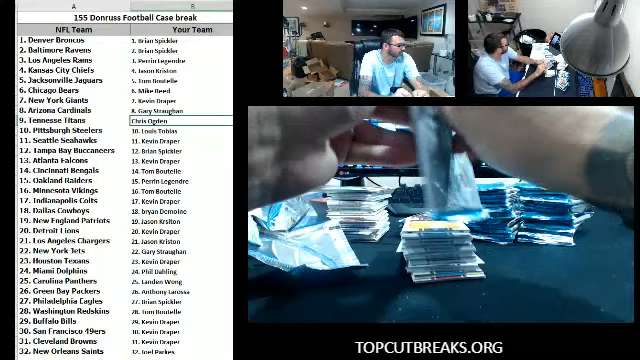 A B
155 Donruss Football Case break
NFL Team Your Team
1. Denver Broncos 1. Brian Spickler
2. Baltimore Ravens 2. Brian Spickler
3. Los Angeles Rams 3. Perrin Legendre
4. Kansas City Chiefs 4. Jason Kriston
5. Jacksonville Jaguars 5. Tom Boutelle
6. Chicago Bears 6. Mike Reed
7. New York Giants 7. Kevin Draper
8. Arizona Cardinals 8. Gary Straughan
9. Tennesse Titans Chris Ogden
10. Pittsburgh Steelers 10. Louis Tobias
11. Seattle Seahawks 11. Kevin Draper
12. Tampa Bay Buccaneers 12. Brian Spickler
13. Atlanta Falcons 13. Kevin Draper
14. Cincinnati Bengals 14. Tom Boutelle
15. Oakland Raiders 15. Perrin Legendre
16. Minnesota Vikings 16. Tom Boutelle
17. Indianapolis Colts 17. Kevin Draper
18. Dallas Cowboys 18. bryan Demoine
19. New England Patriots 19. Jason Kriston
20. Detroit Lions 20. Kevin Draper
21. Los Angeles Chargers 21. Jason Kriston
22. New York Jets 22. Gary Straughan
23. Houston Texans 23. Kevin Draper
24. Miami Dolphins 24. Phil Dahling
25. Carolina Panthers 25. Landen Wong
26. Green Bay Packers 26. Anthony Larossa
27. Philadelphia Eagles 27. Brian Spickler
28. Washington Redskins 28. Tom Boutelle
29. Buffalo Bills 29. Kevin Draper
30. San Francisco 49ers 30. Kevin Draper
31. Cleveland Browns 31. Kevin Draper
32. New Orleans Saints 32. Joel Parkes
TOPCUTBREAKS.ORG